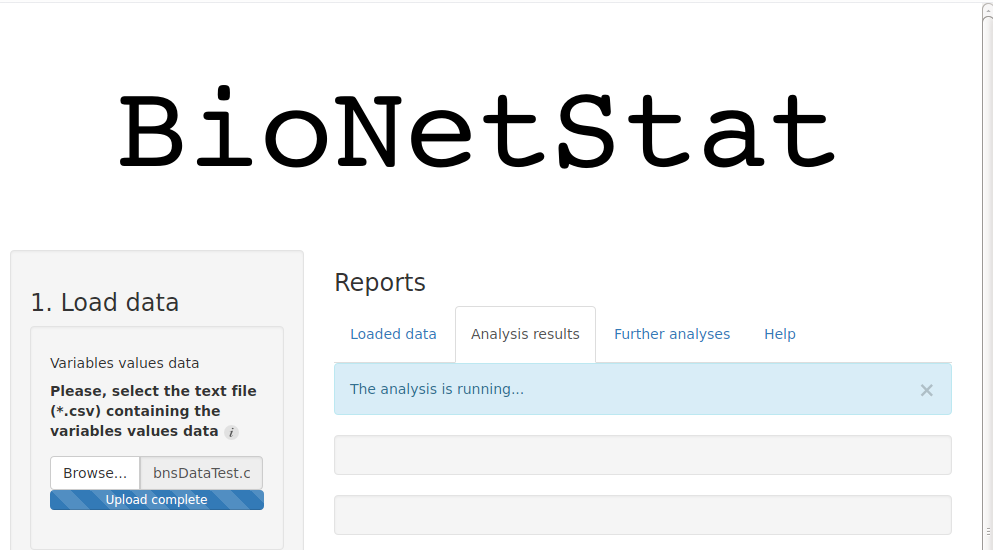 BioNetStat
1. Load data
Variables values data
Please, select the text file
(*.csv) containing the
variables values data i
Browse... bnsDataTest.c
Upload complete
Reports
Loaded data Analysis results Further analyses Help
The analysis is running... ×